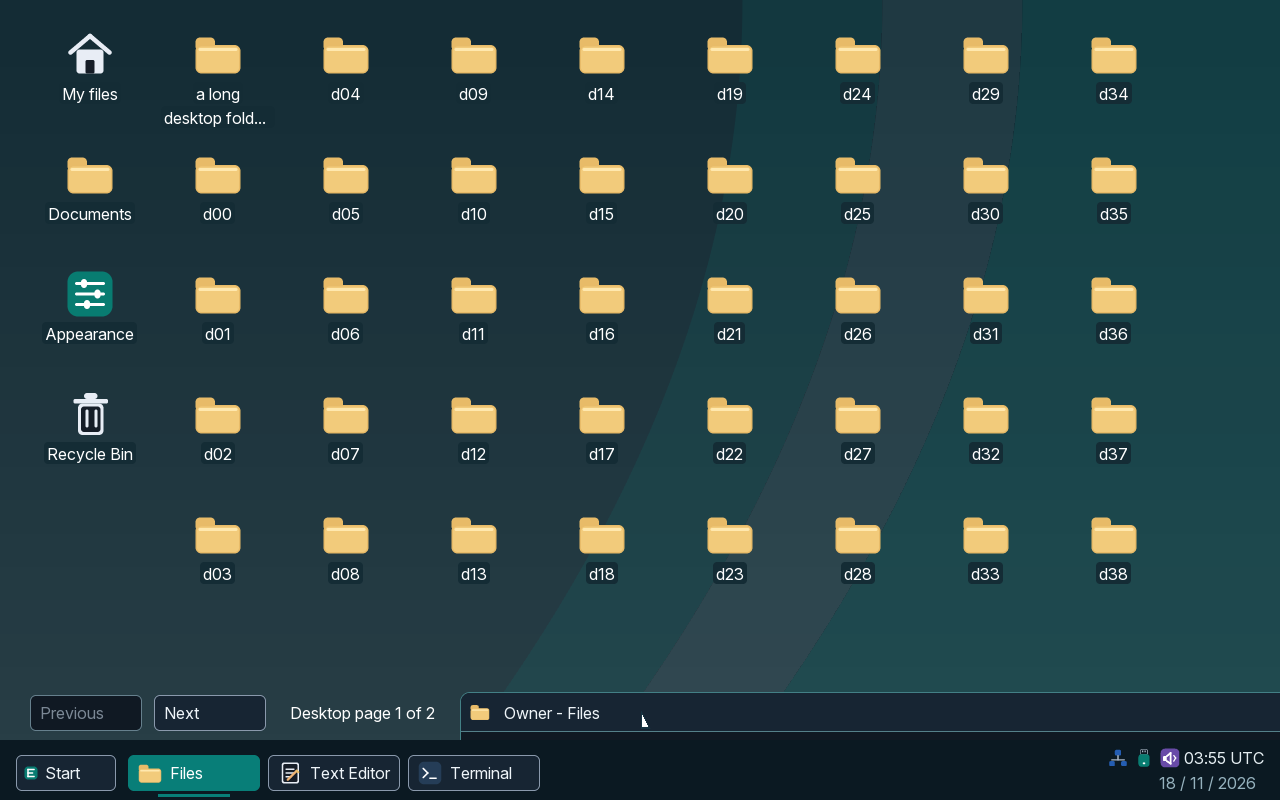 My files
a long
desktop fold...
d04
d09
d14
d19
d24
d29
d34
Documents
d00
d05
d10
d15
d20
d25
d30
d35
Appearance
d01
d06
d11
d16
d21
d26
d31
d36
Recycle Bin
d02
d07
d12
d17
d22
d27
d32
d37
d03
d08
d13
d18
d23
d28
d33
d38
Previous
Next
Desktop page 1 of 2
Owner - Files
Start
Files
Text Editor
Terminal
03:55 UTC
18 / 11 / 2026